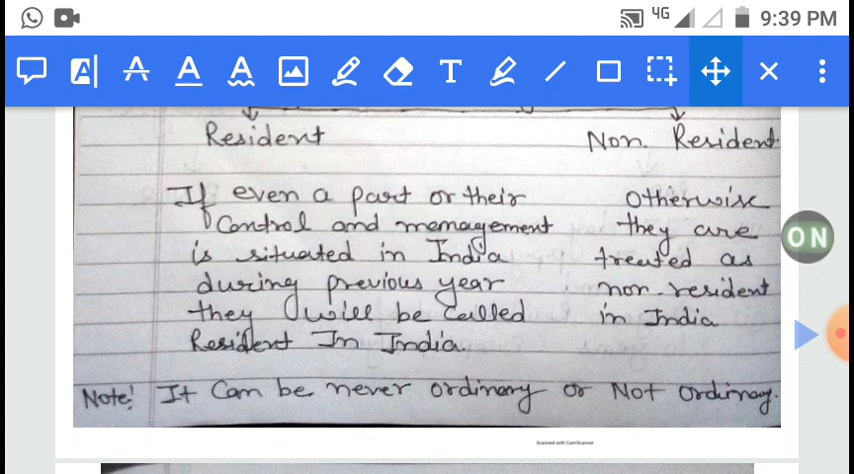 4G 9:39 PM
A A A A T
Resident Non. Resident.
If even a part or their otherwise
Control and memagement they are
is situated in India treated as
during previous year non-resident
they will be Called in India
Resident In India.
ON
Note! It Can be never ordinary or Not ordinary.
Scanned with CamScanner